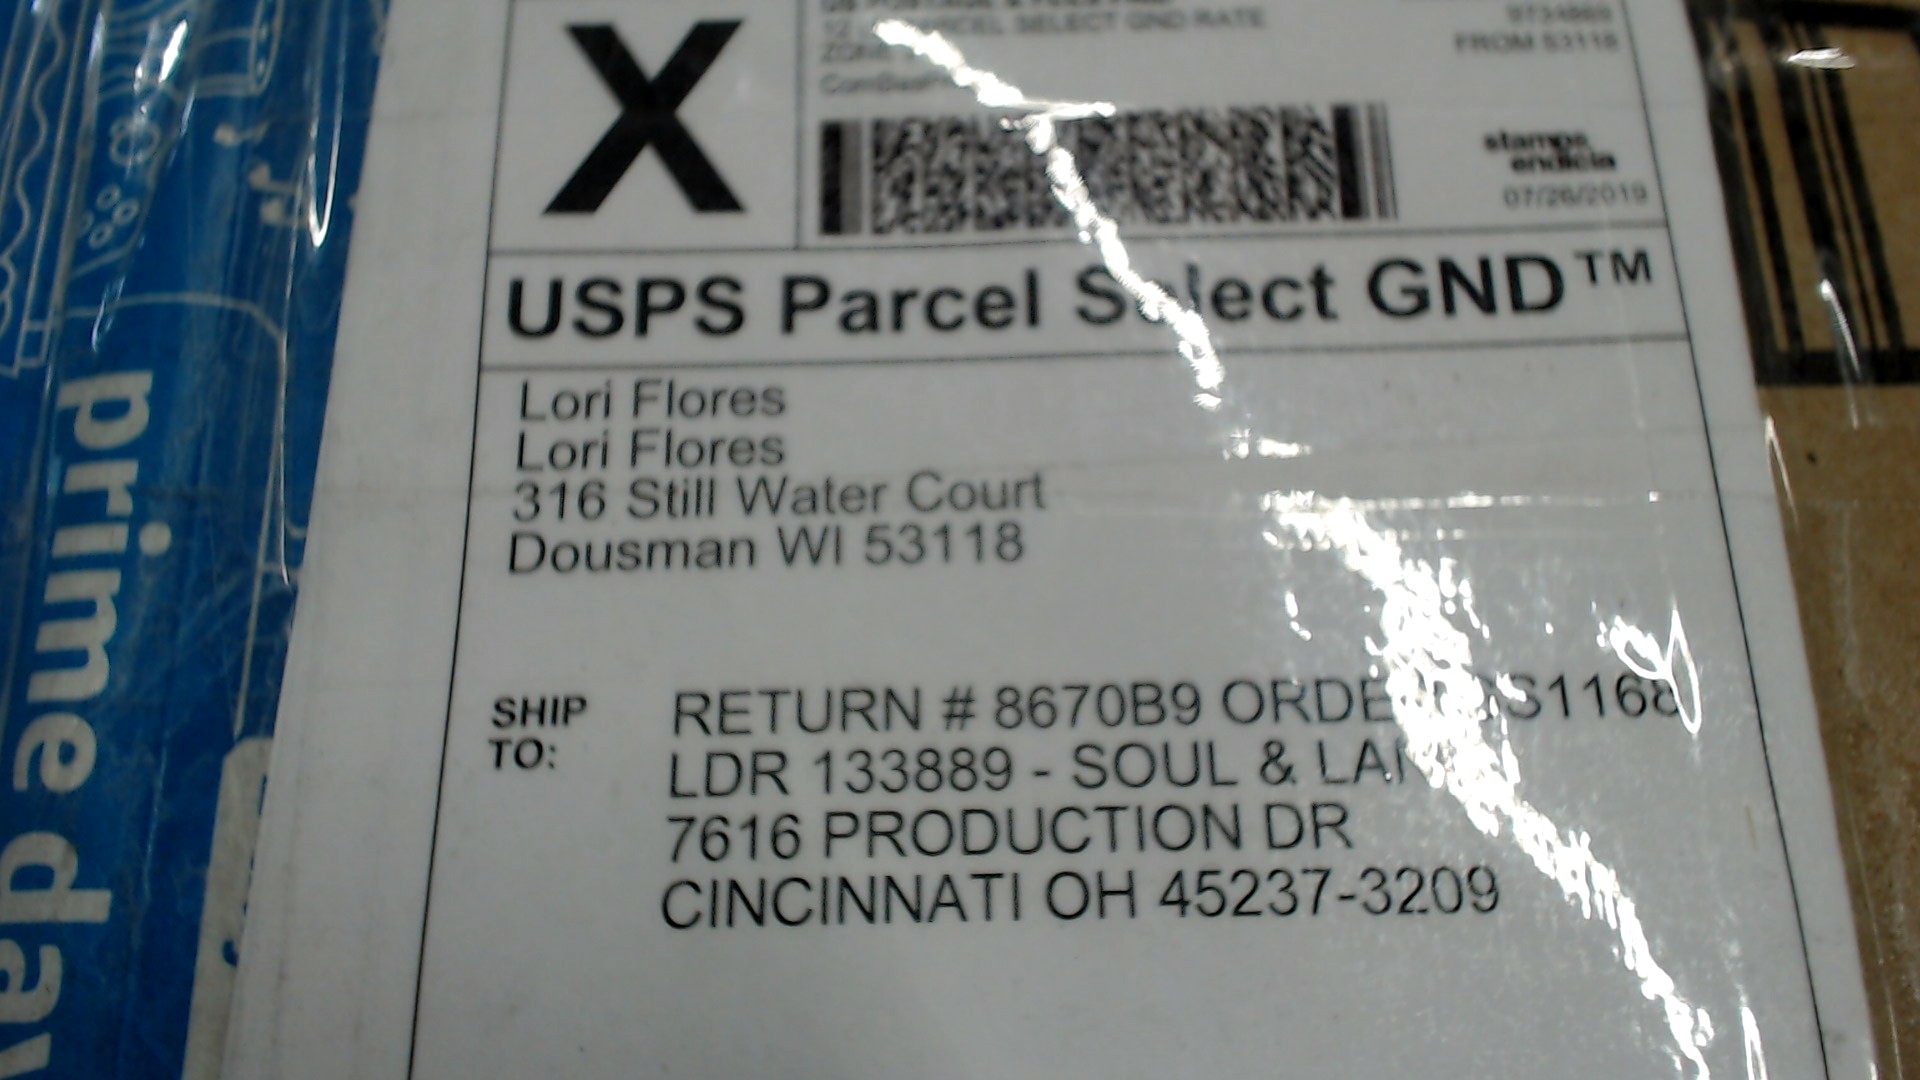 X
PARCEL SELECT GND RATE
FROM 53118
stamps
endicia
07/26/2019
USPS Parcel Select GND™
Lori Flores
Lori Flores
316 Still Water Court
Dousman WI 53118
SHIP
TO:
RETURN # 8670B9
LDR 133889 - SOUL &
7616 PRODUCTION DR
CINCINNATI OH 45237-3209
prime day